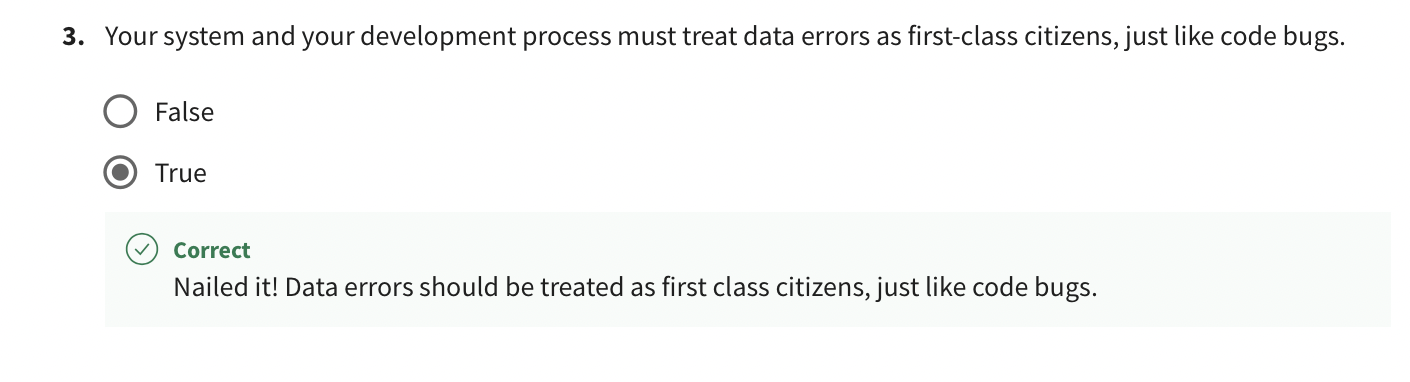 3. Your system and your development process must treat data errors as first-class citizens, just like code bugs.
False
True
Correct
Nailed it! Data errors should be treated as first class citizens, just like code bugs.